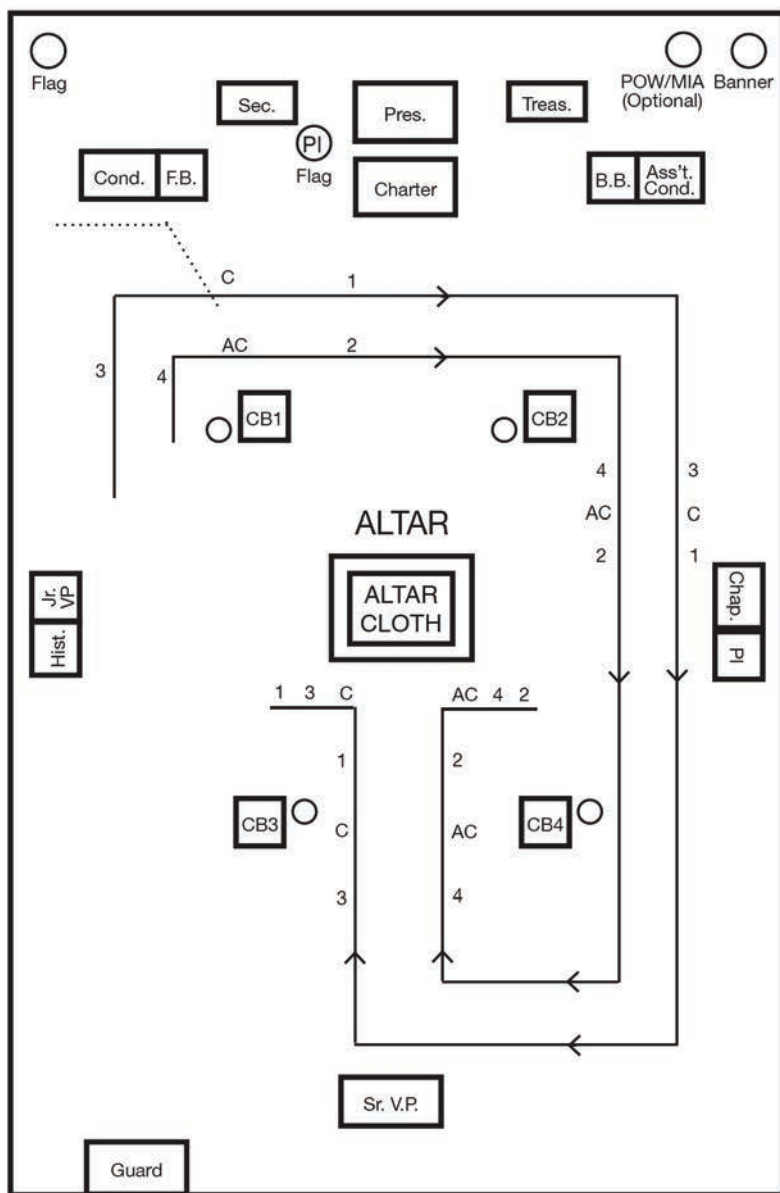 Flag
POW/MIA
(Optional)
Banner
Sec.
Pres.
Treas.
PI
Flag
Cond.
F.B.
Charter
B.B.
Ass't.
Cond.
C
1
3
AC
2
4
CB1
CB2
4
3
AC
C
2
1
ALTAR
ALTAR
CLOTH
Jr.
VP
Hist.
Chap.
PI
1 3 C
AC 4 2
1
2
CB3
C
CB4
AC
3
4
Sr. V.P.
Guard